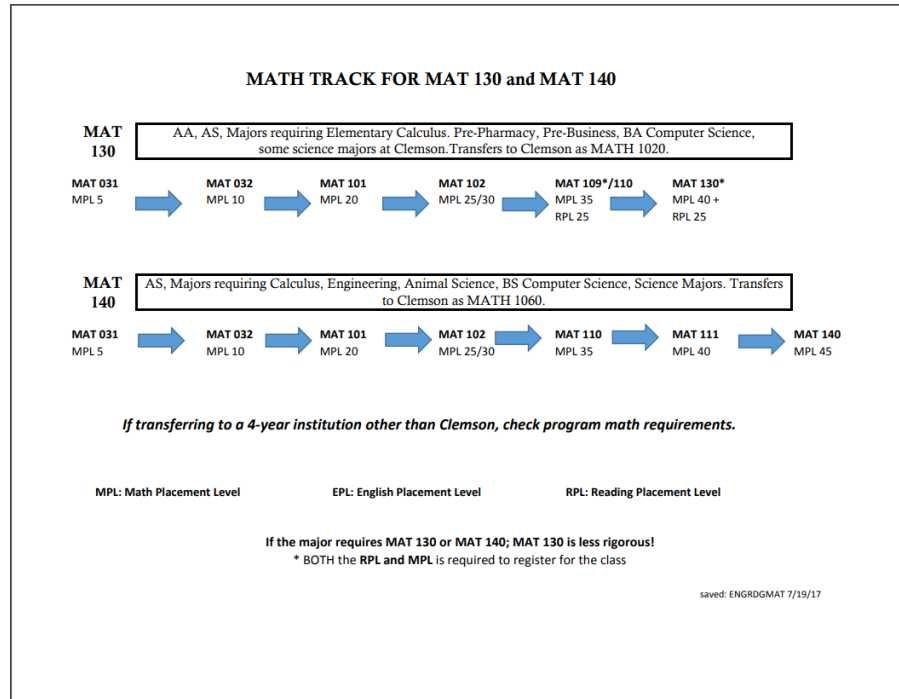 MATH TRACK FOR MAT 130 and MAT 140
MAT 130
AA, AS, Majors requiring Elementary Calculus. Pre-Pharmacy, Pre-Business, BA Computer Science,
some science majors at Clemson.Transfers to Clemson as MATH 1020.
MAT 031 MAT 032 MAT 101 MAT 102 MAT 109*/110 MAT 130*
MPL 5 MPL 10 MPL 20 MPL 25/30 MPL 35 MPL 40 +
RPL 25 RPL 25
MAT 140
AS, Majors requiring Calculus, Engineering, Animal Science, BS Computer Science, Science Majors. Transfers
to Clemson as MATH 1060.
MAT 031 MAT 032 MAT 101 MAT 102 MAT 110 MAT 111 MAT 140
MPL 5 MPL 10 MPL 20 MPL 25/30 MPL 35 MPL 40 MPL 45
If transferring to a 4-year institution other than Clemson, check program math requirements.
MPL: Math Placement Level EPL: English Placement Level RPL: Reading Placement Level
If the major requires MAT 130 or MAT 140; MAT 130 is less rigorous!
* BOTH the RPL and MPL is required to register for the class
saved: ENGRDGMAT 7/19/17